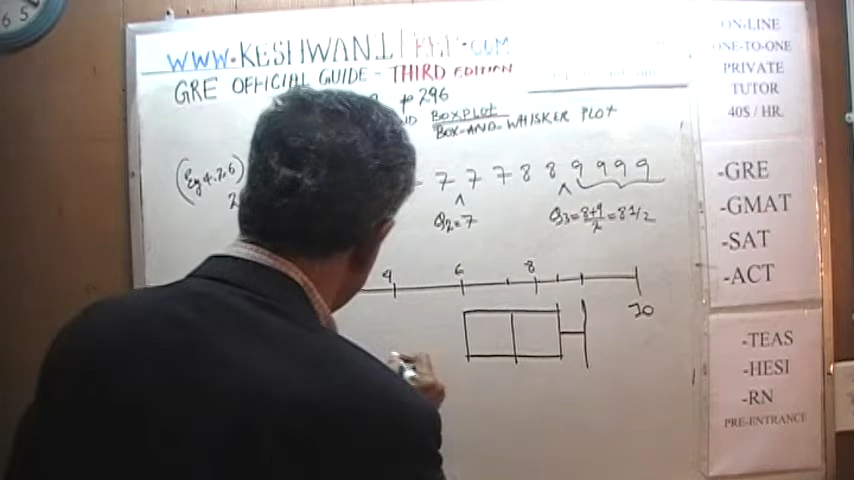 WWW.KESHWANI .COM
GRE OFFICIAL GUIDE - THIRD EDITION
p 296
BOXPLOT
BOX-AND-WHISKER PLOT
(Eg 4.2.6)
7 7 7 8 8 9 9 9 9
Q2=7
Q3=8+9/2=8 1/2
4 6 8
10
ON-LINE
ONE-TO-ONE
PRIVATE
TUTOR
40$ / HR.
-GRE
-GMAT
-SAT
-ACT
-TEAS
-HESI
-RN
PRE-ENTRANCE
6 5